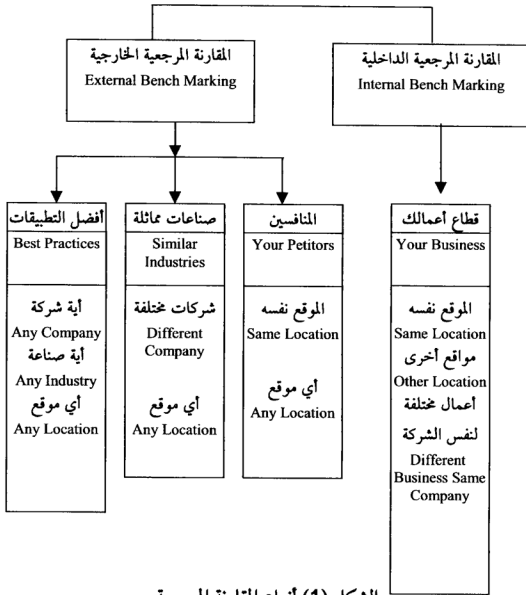 المقارنة المرجعية الخارجية
External Bench Marking
المقارنة المرجعية الداخلية
Internal Bench Marking
أفضل التطبيقات
Best Practices
أية شركة
Any Company
أية صناعة
Any Industry
أي موقع
Any Location
صناعات مماثلة
Similar
Industries
شركات مختلفة
Different
Company
أي موقع
Any Location
المنافسين
Your Petitors
الموقع نفسه
Same Location
أي موقع
Any Location
قطاع أعمالك
Your Business
الموقع نفسه
Same Location
مواقع أخرى
Other Location
أعمال مختلفة
لنفس الشركة
Different
Business Same
Company